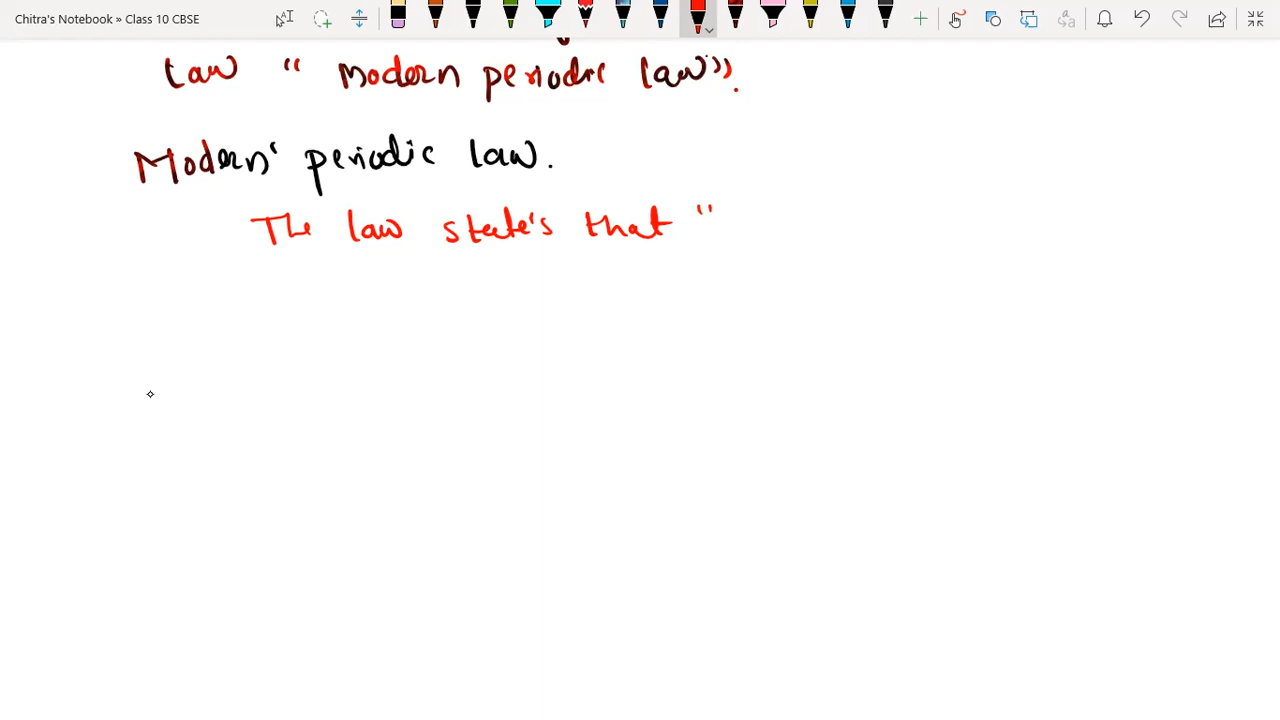 Chitra's Notebook » Class 10 CBSE
Law " Modern periodic law".
Modern' periodic law.
The law state's that "